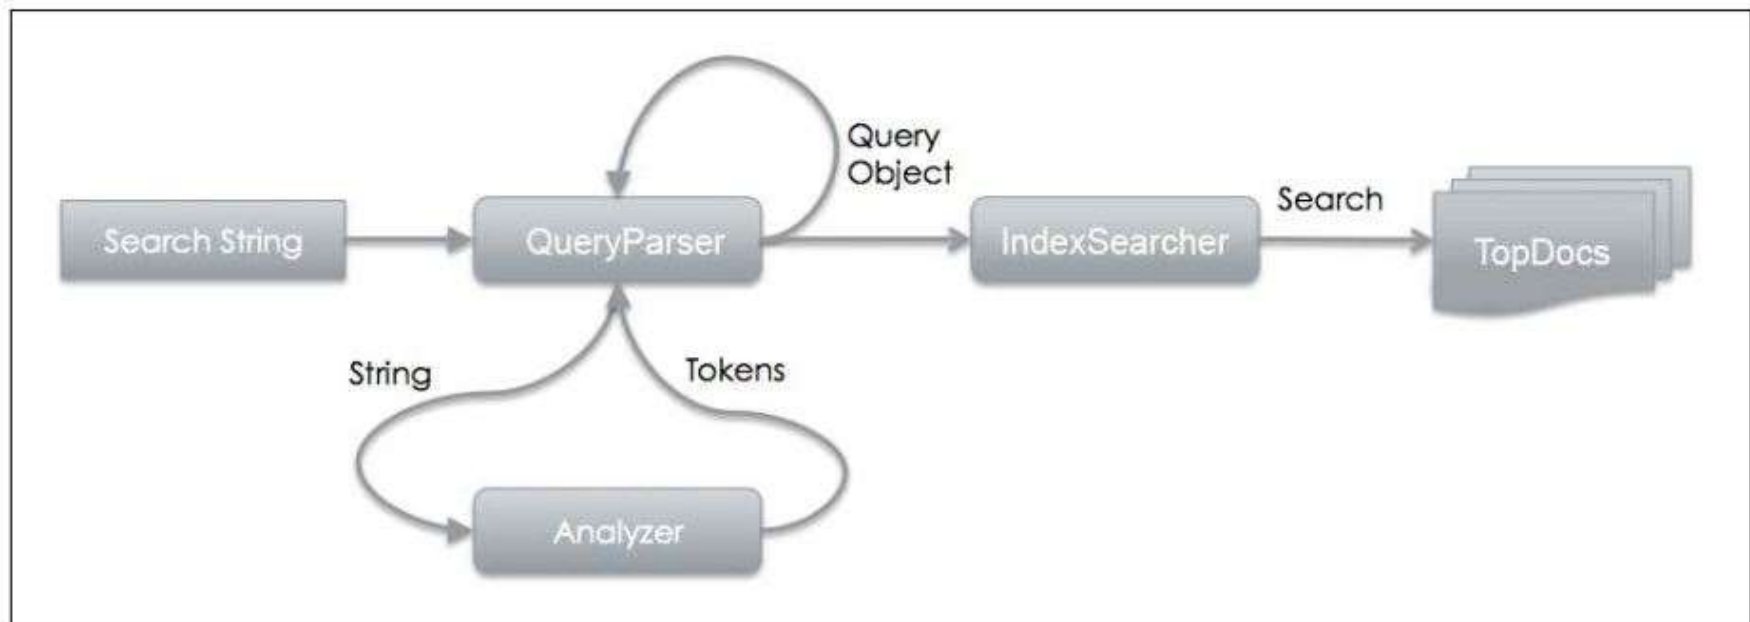 Query
Object
Search
Search String
QueryParser
IndexSearcher
TopDocs
String
Tokens
Analyzer